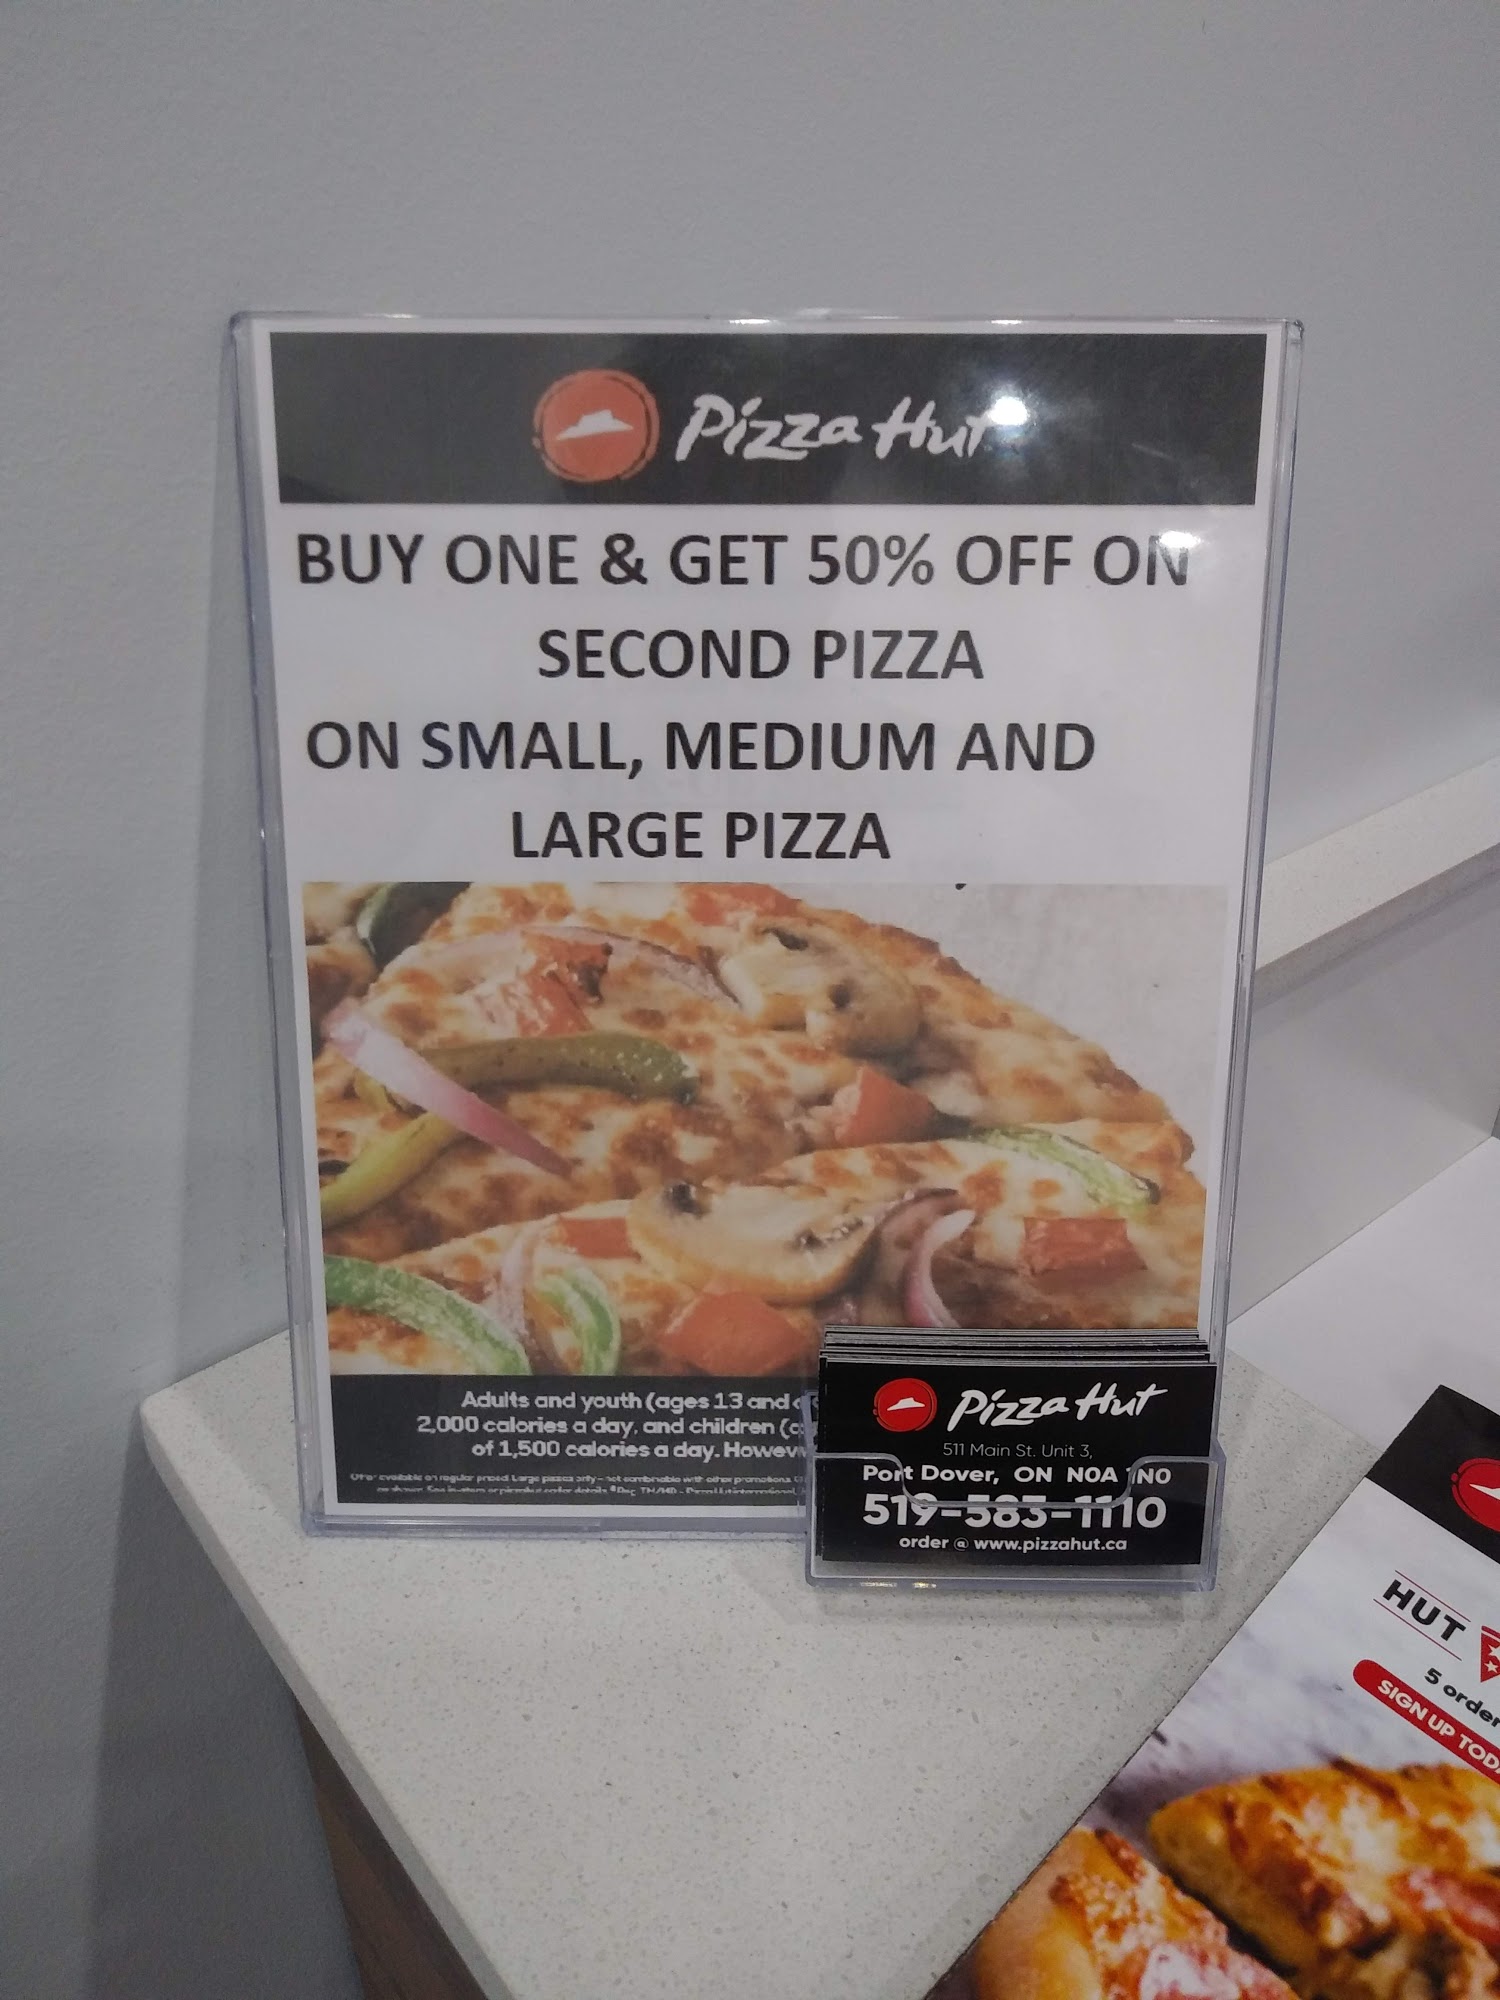 Pizza Hut
BUY ONE & GET 50% OFF ON
SECOND PIZZA
ON SMALL, MEDIUM AND
LARGE PIZZA
Adults and youth (ages 13 and
2,000 calories a day, and children
of 1,500 calories a day.
Pizza Hut
511 Main St. Unit 3,
Port Dover, ON N0A 1N0
519-583-1110
order @ www.pizzahut.ca
HUT
5
SIGN UP